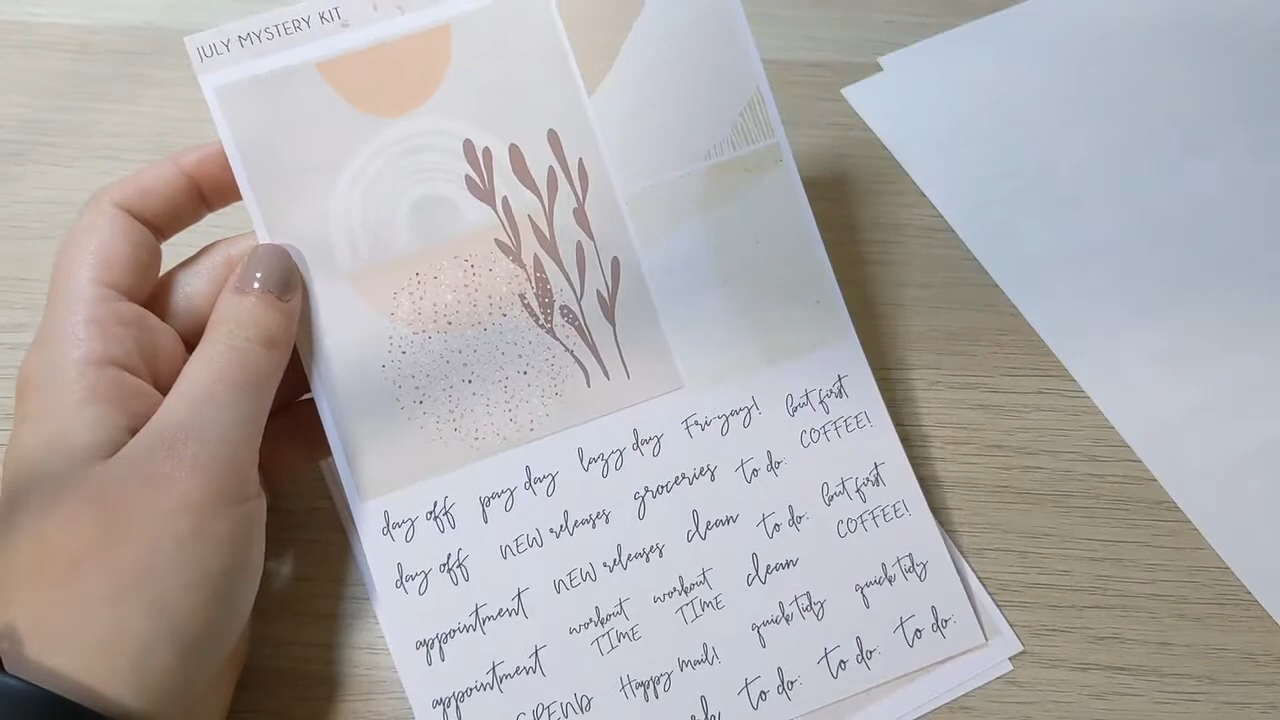 JULY MYSTERY KIT
day off pay day lazy day Fri-yay! but first COFFEE!
day off NEW releases groceries to do:
appointment NEW releases clean to do: but first COFFEE!
appointment workout TIME workout TIME clean
SPEND Happy Mail! quick tidy quick tidy
to do: to do: to do: